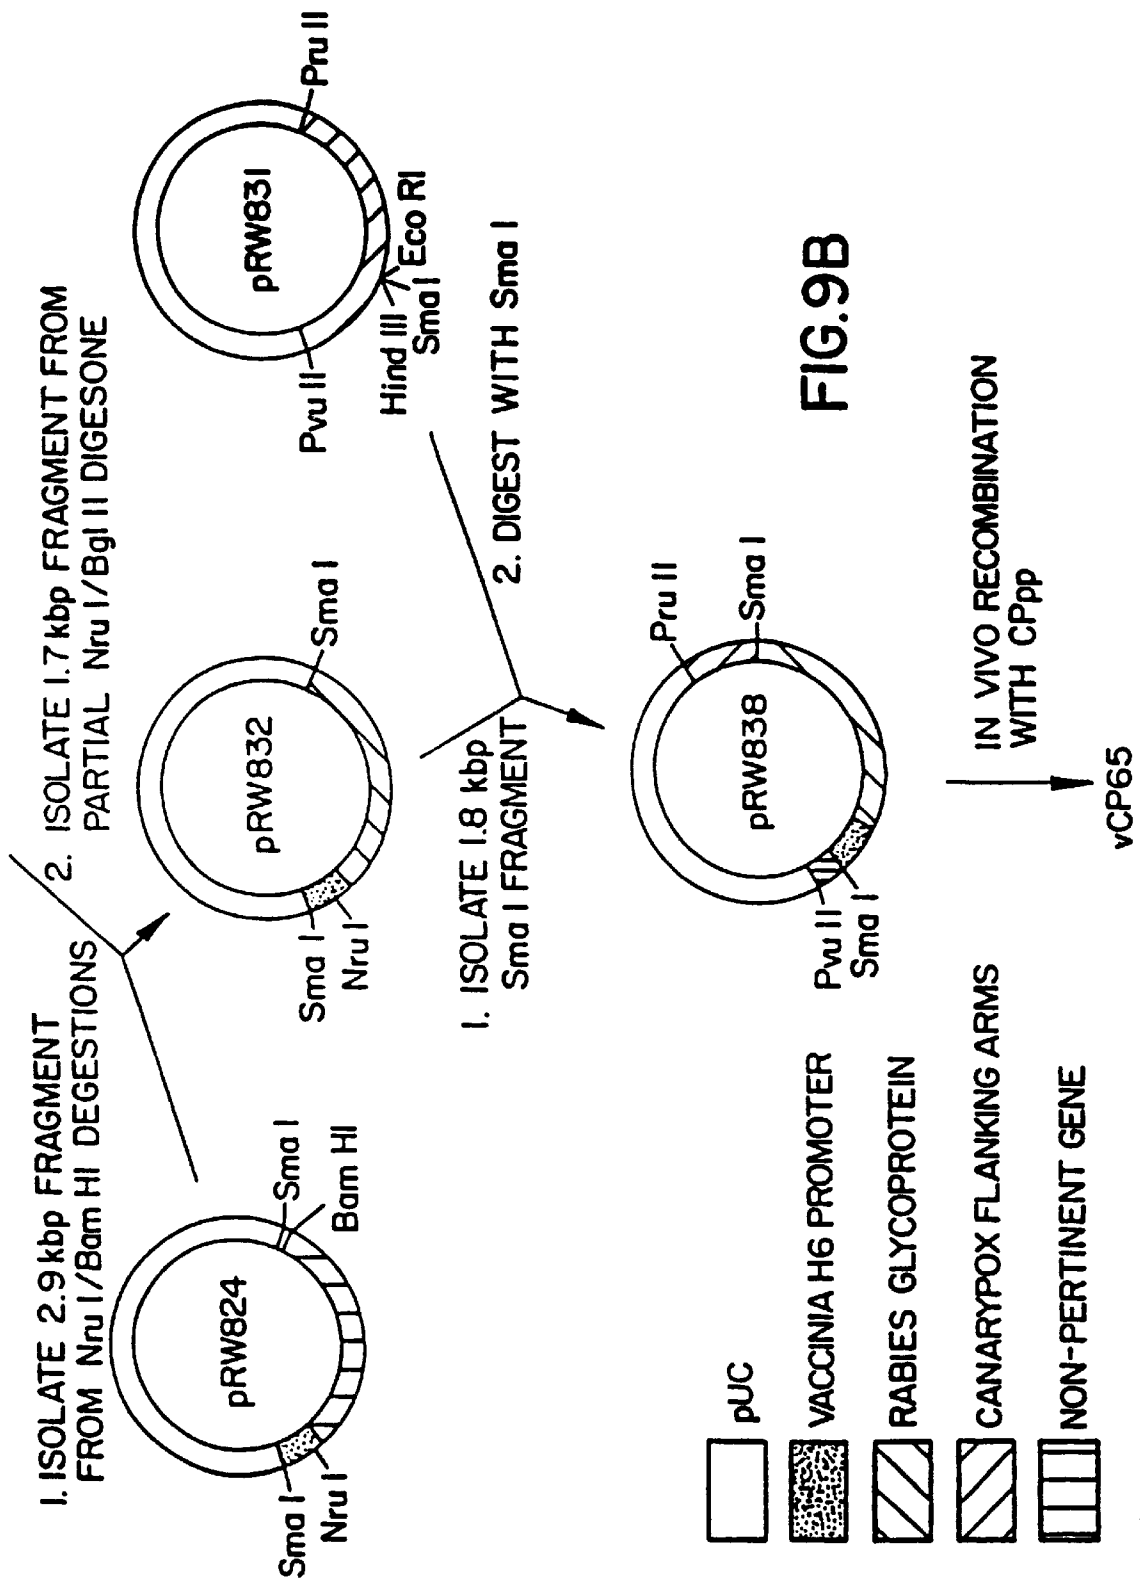 1. ISOLATE 2.9 kbp FRAGMENT
FROM Nru I/Bam HI DEGESTIONS
2. ISOLATE 1.7 kbp FRAGMENT FROM
PARTIAL Nru I/Bgl II DIGESONE
pRW824
Sma I
Nru I
Sma I
Bam HI
pRW832
Sma I
Nru I
Sma I
pRW831
Pvu II
Hind III
Sma I
Eco RI
Pru II
1. ISOLATE 1.8 kbp
Sma I FRAGMENT
2. DIGEST WITH Sma I
pRW838
Pvu II
Sma I
Pru II
Sma I
IN VIVO RECOMBINATION
WITH CPpp
vCP65
pUC
VACCINIA H6 PROMOTER
RABIES GLYCOPROTEIN
CANARYPOX FLANKING ARMS
NON-PERTINENT GENE
FIG.9B